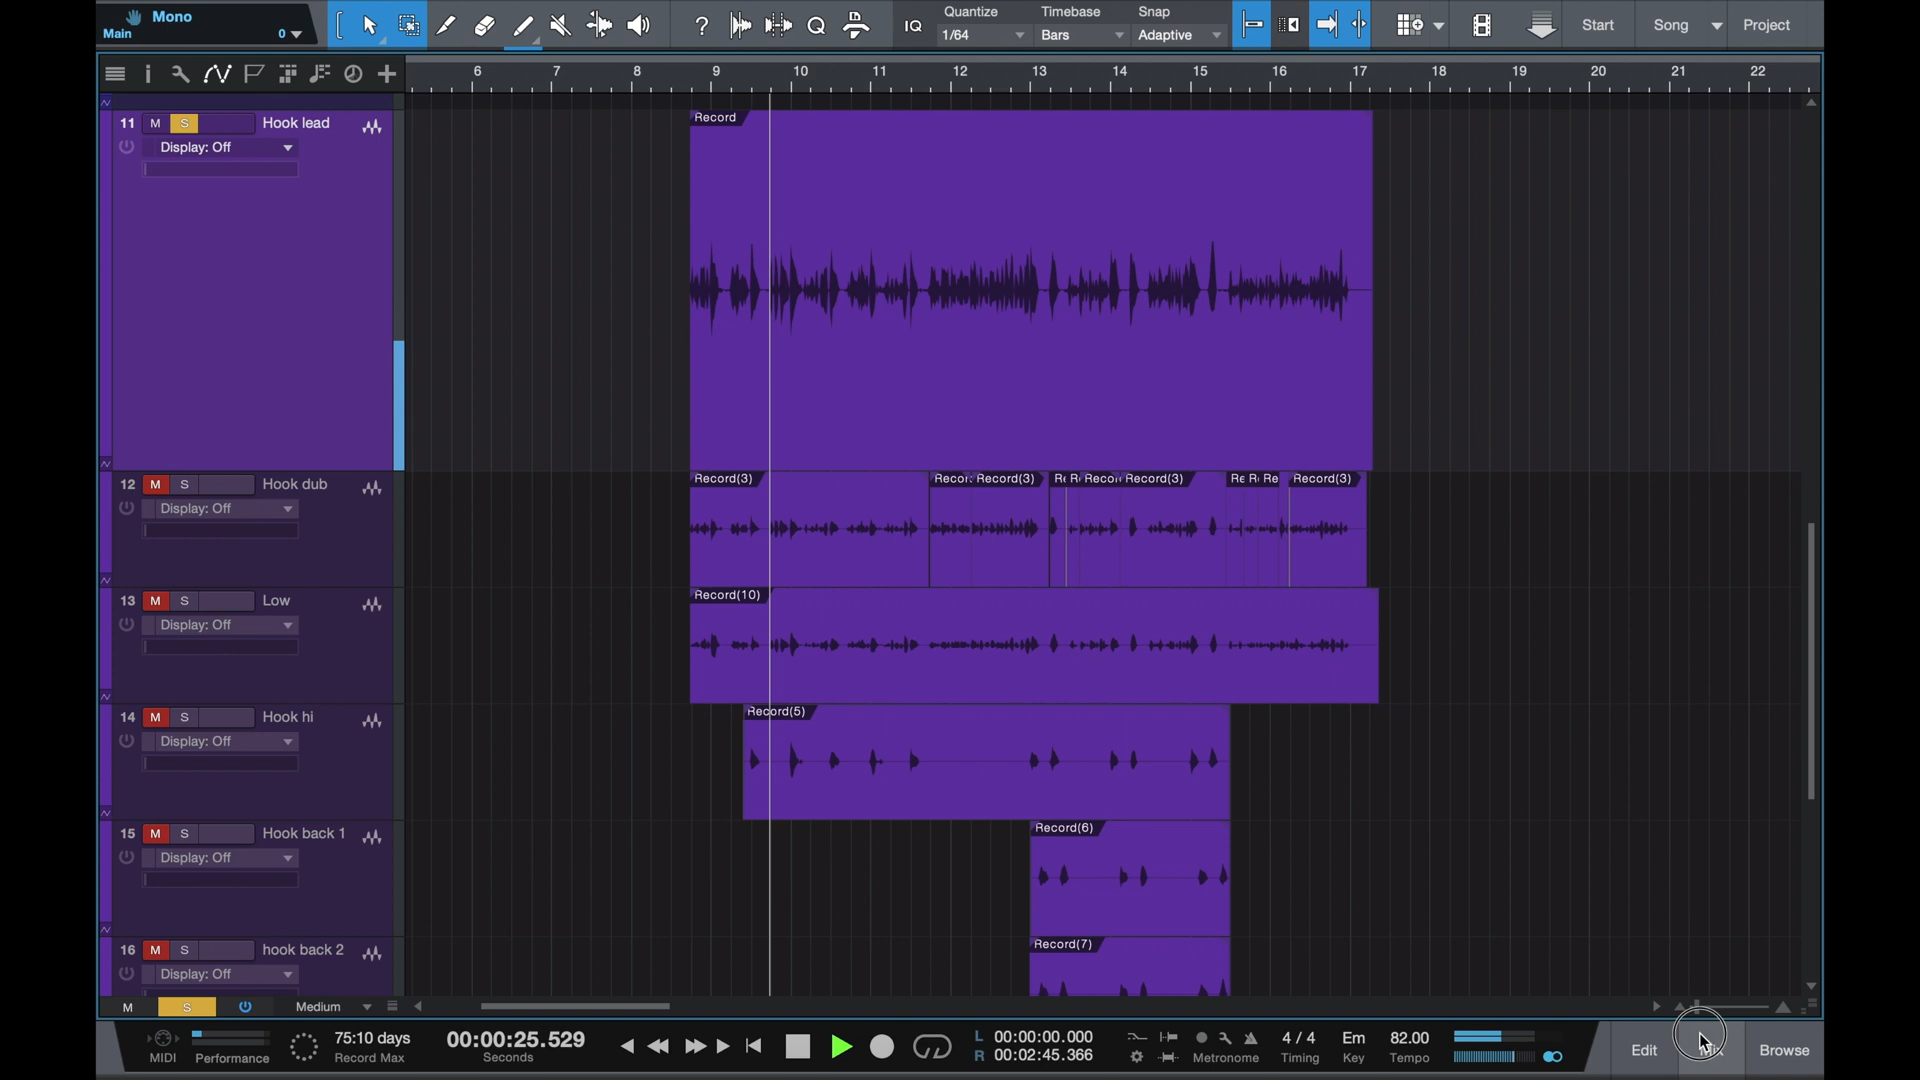 Mono
Main 0
? Q IQ
Quantize Timebase Snap
1/64 Bars Adaptive
Start Song Project
6 7 8 9 10 11 12 13 14 15 16 17 18 19 20 21 22
11 M S Hook lead
Display: Off
Record
12 M S Hook dub
Display: Off
Record(3) Record(3) Record(3) Re Re Record(3)
13 M S Low
Display: Off
Record(10)
14 M S Hook hi
Display: Off
Record(5)
15 M S Hook back 1
Display: Off
Record(6)
16 M S hook back 2
Display: Off
Record(7)
M S Medium
MIDI Performance
75:10 days
Record Max
00:00:25.529
Seconds
L 00:00:00.000
R 00:02:45.366
Metronome
4 / 4
Timing
Em
Key
82.00
Tempo
Edit Mix Browse